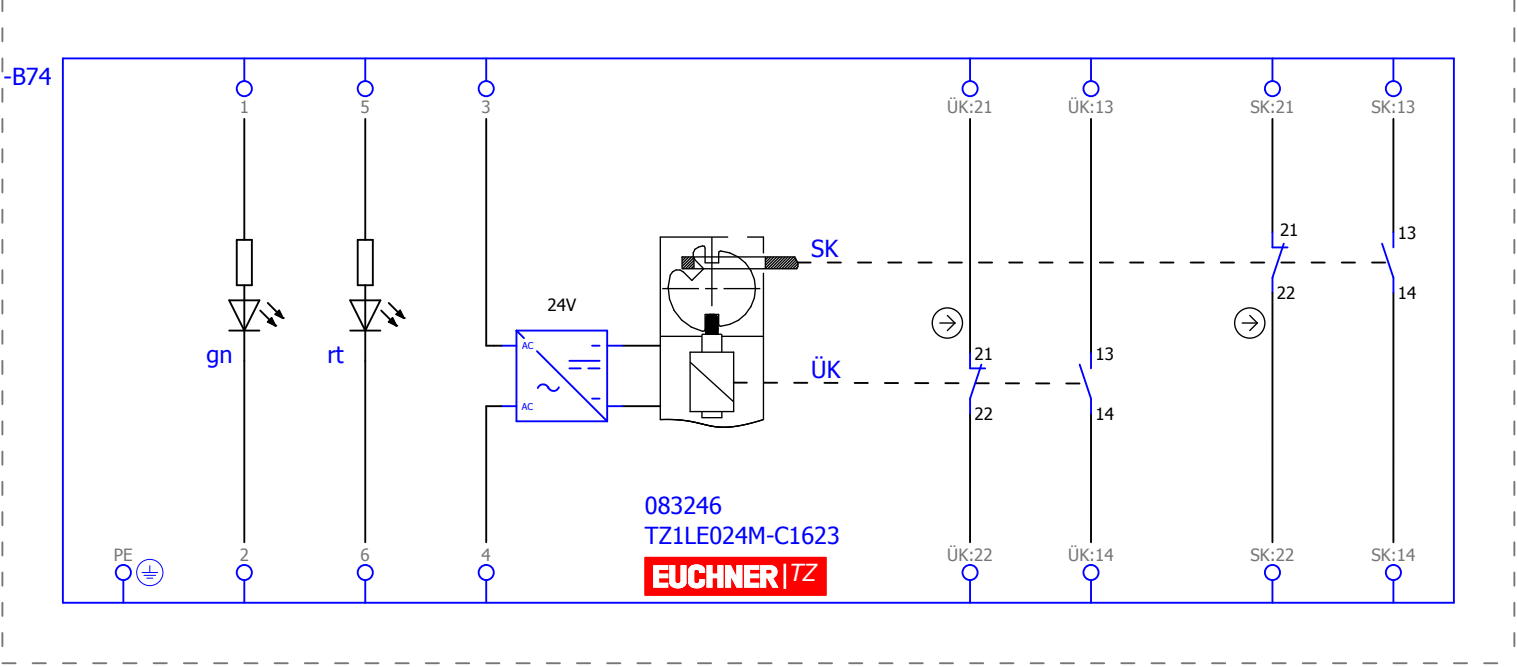 -B74
1
5
3
ÜK:21
ÜK:13
SK:21
SK:13
21
13
SK
22
14
24V
AC
gn
rt
21
13
ÜK
AC
22
14
083246
TZ1LE024M-C1623
PE
2
6
4
ÜK:22
ÜK:14
SK:22
SK:14
EUCHNER|TZ